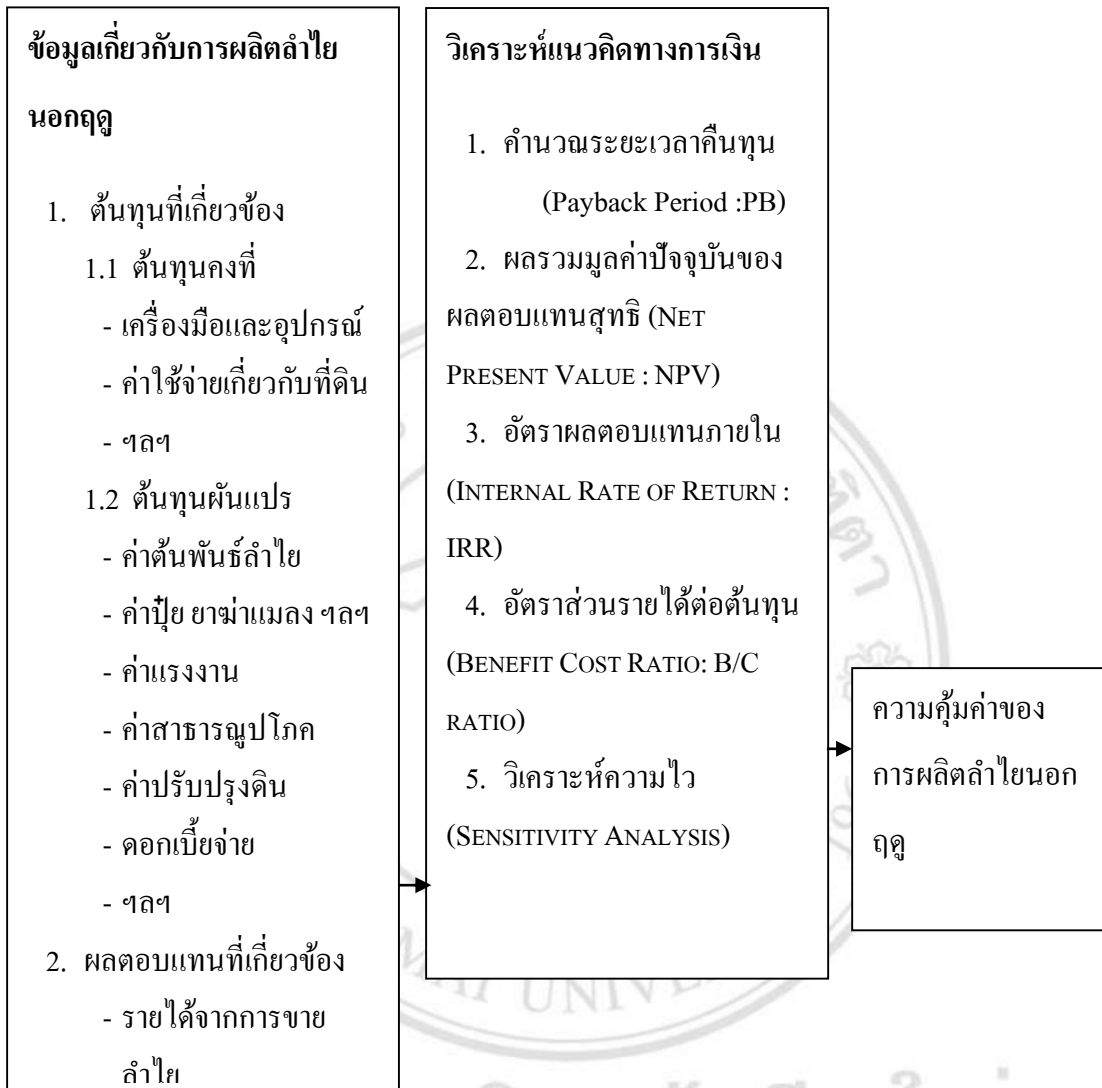 ข้อมูลเกี่ยวกับการผลิตลำไย
นอกฤดู
1. ต้นทุนที่เกี่ยวข้อง
1.1 ต้นทุนคงที่
- เครื่องมือและอุปกรณ์
- ค่าใช้จ่ายเกี่ยวกับที่ดิน
- ฯลฯ
1.2 ต้นทุนผันแปร
- ค่าต้นพันธ์ลำไย
- ค่าปุ๋ย ยาฆ่าแมลง ฯลฯ
- ค่าแรงงาน
- ค่าสาธารณูปโภค
- ค่าปรับปรุงดิน
- ดอกเบี้ยจ่าย
- ฯลฯ
2. ผลตอบแทนที่เกี่ยวข้อง
- รายได้จากการขาย
ลำไย
วิเคราะห์แนวคิดทางการเงิน
1. คำนวณระยะเวลาคืนทุน
(Payback Period :PB)
2. ผลรวมมูลค่าปัจจุบันของ
ผลตอบแทนสุทธิ (NET
PRESENT VALUE : NPV)
3. อัตราผลตอบแทนภายใน
(INTERNAL RATE OF RETURN :
IRR)
4. อัตราส่วนรายได้ต่อต้นทุน
(BENEFIT COST RATIO: B/C
RATIO)
5. วิเคราะห์ความไว
(SENSITIVITY ANALYSIS)
ความคุ้มค่าของ
การผลิตลำไยนอก
ฤดู